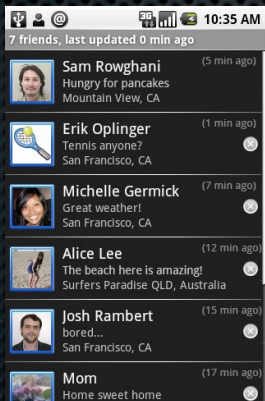 @ 3G 10:35 AM
7 friends, last updated 0 min ago
Sam Rowghani (5 min ago)
Hungry for pancakes
Mountain View, CA
Erik Oplinger (1 min ago)
Tennis anyone?
San Francisco, CA
Michelle Germick (7 min ago)
Great weather!
San Francisco, CA
Alice Lee (12 min ago)
The beach here is amazing!
Surfers Paradise QLD, Australia
Josh Rambert (15 min ago)
bored...
San Francisco, CA
Mom (17 min ago)
Home sweet home